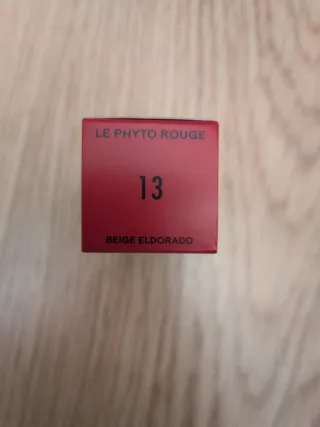 LE PHYTO ROUGE
13
BEIGE ELDORADO